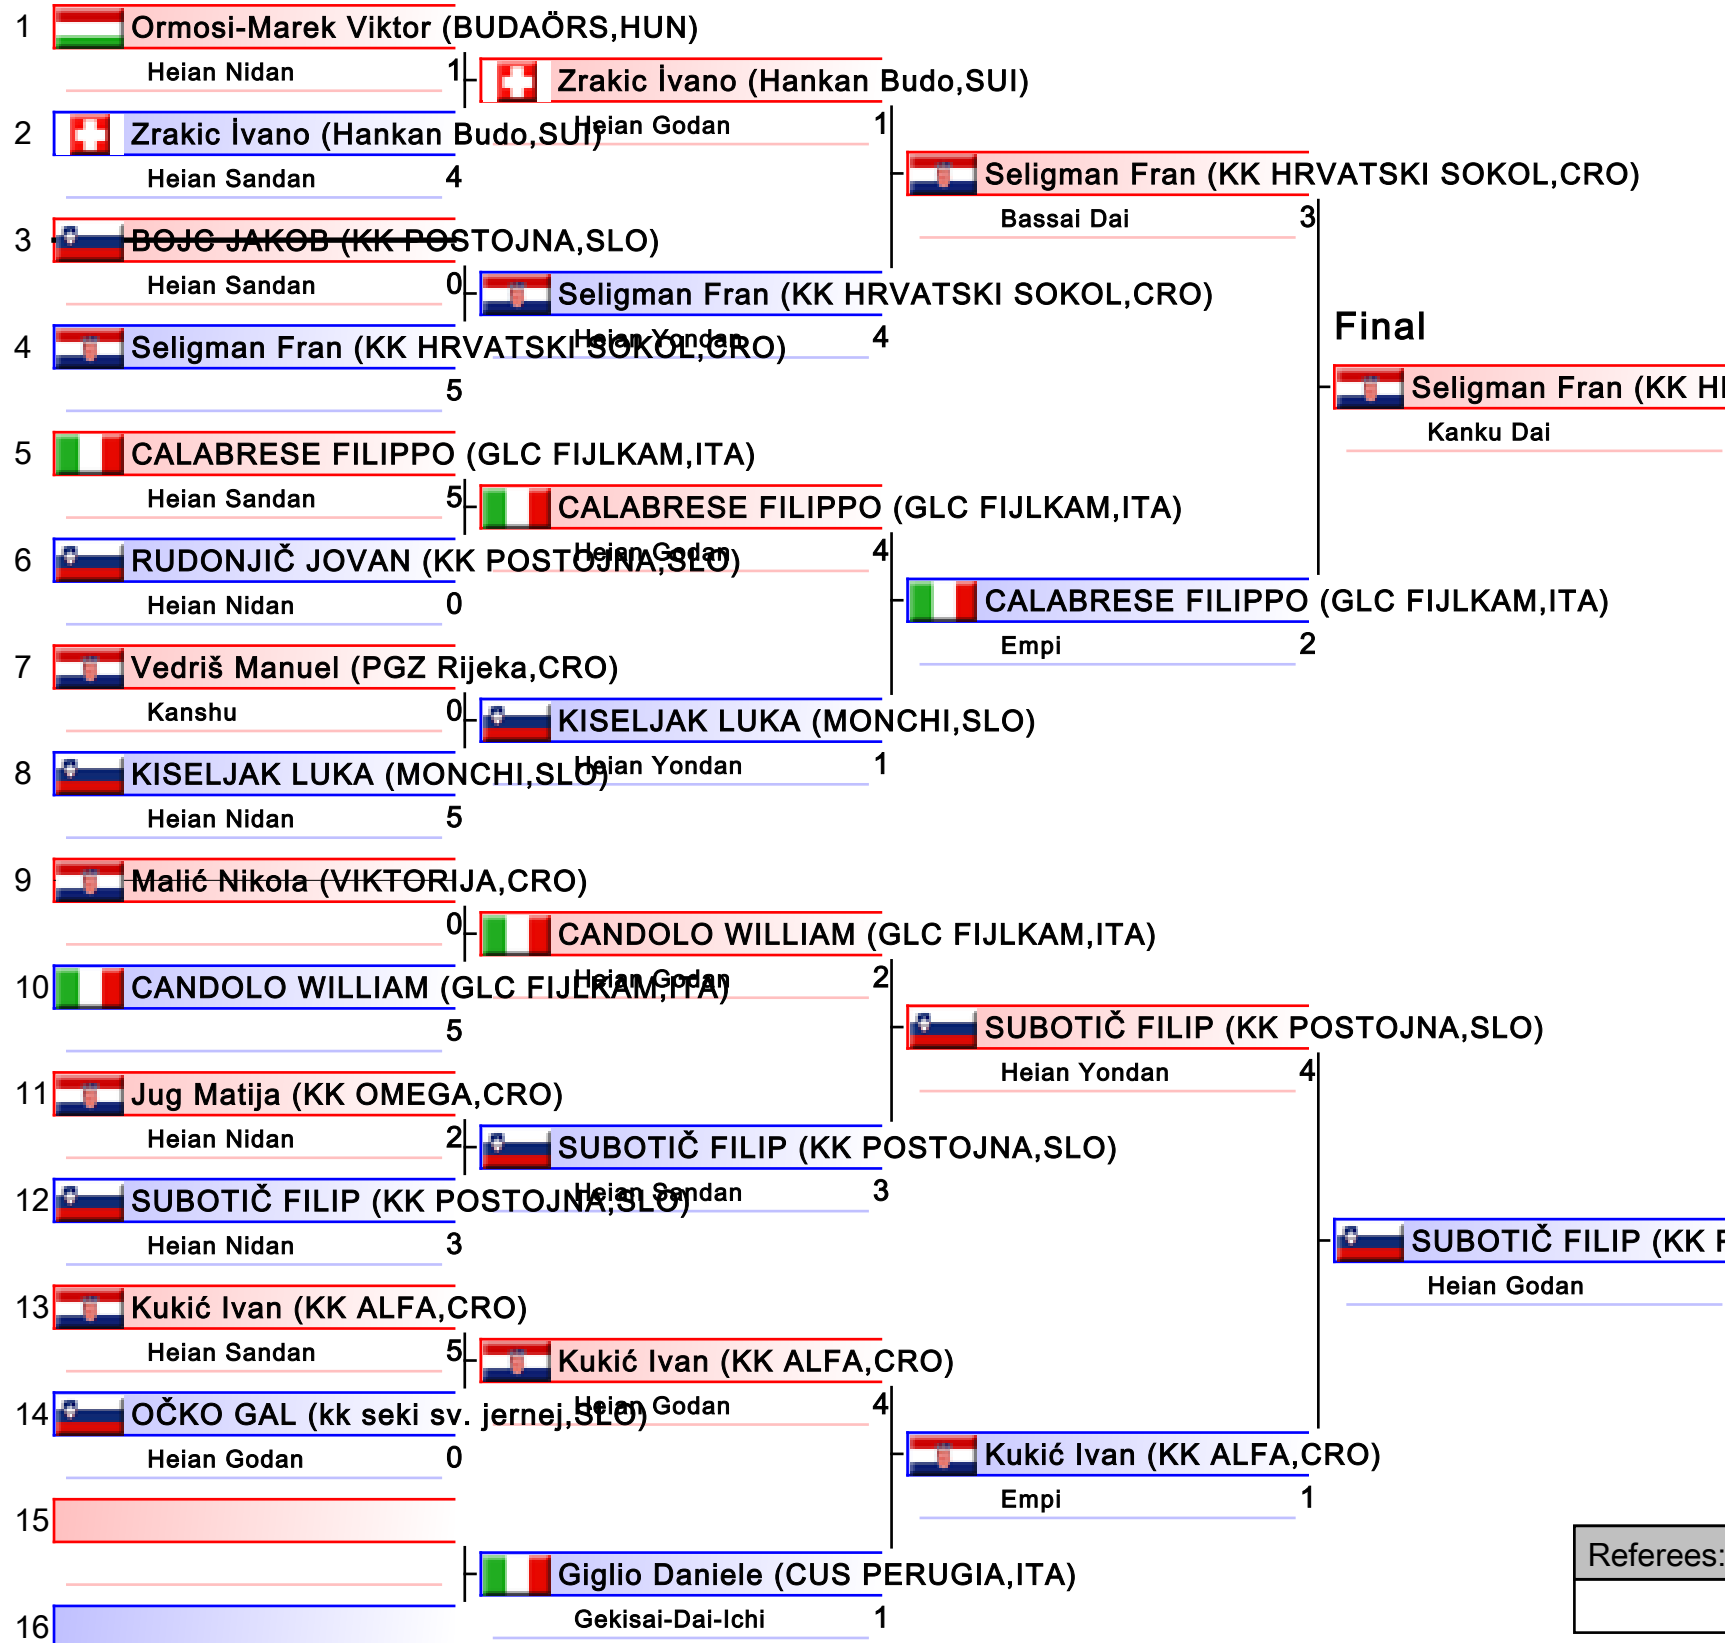 1 Ormosi-Marek Viktor (BUDAÖRS,HUN)
Heian Nidan 1
2 Zrakic İvano (Hankan Budo,SUI)
Heian Sandan 4
3 BOJC JAKOB (KK POSTOJNA,SLO)
Heian Sandan 0
4 Seligman Fran (KK HRVATSKI SOKOL,CRO)
5
5 CALABRESE FILIPPO (GLC FIJLKAM,ITA)
Heian Sandan 5
6 RUDONJIČ JOVAN (KK POSTOJNA,SLO)
Heian Nidan 0
7 Vedriš Manuel (PGZ Rijeka,CRO)
Kanshu 0
8 KISELJAK LUKA (MONCHI,SLO)
Heian Nidan 5
9 Malić Nikola (VIKTORIJA,CRO)
0
10 CANDOLO WILLIAM (GLC FIJLKAM,ITA)
5
11 Jug Matija (KK OMEGA,CRO)
Heian Nidan 2
12 SUBOTIČ FILIP (KK POSTOJNA,SLO)
Heian Nidan 3
13 Kukić Ivan (KK ALFA,CRO)
Heian Sandan 5
14 OČKO GAL (kk seki sv. jernej,SLO)
Heian Godan 0
15
16
Zrakic İvano (Hankan Budo,SUI)
Heian Godan 1
Seligman Fran (KK HRVATSKI SOKOL,CRO)
Heian Yondan 4
CALABRESE FILIPPO (GLC FIJLKAM,ITA)
Heian Godan 4
KISELJAK LUKA (MONCHI,SLO)
Heian Yondan 1
CANDOLO WILLIAM (GLC FIJLKAM,ITA)
Heian Godan 2
SUBOTIČ FILIP (KK POSTOJNA,SLO)
Heian Sandan 3
Kukić Ivan (KK ALFA,CRO)
Heian Godan 4
Giglio Daniele (CUS PERUGIA,ITA)
Gekisai-Dai-Ichi 1
Seligman Fran (KK HRVATSKI SOKOL,CRO)
Bassai Dai 3
CALABRESE FILIPPO (GLC FIJLKAM,ITA)
Empi 2
SUBOTIČ FILIP (KK POSTOJNA,SLO)
Heian Yondan 4
Kukić Ivan (KK ALFA,CRO)
Empi 1
Final
Seligman Fran (KK
Kanku Dai
SUBOTIČ FILIP (KK
Heian Godan
Referees: